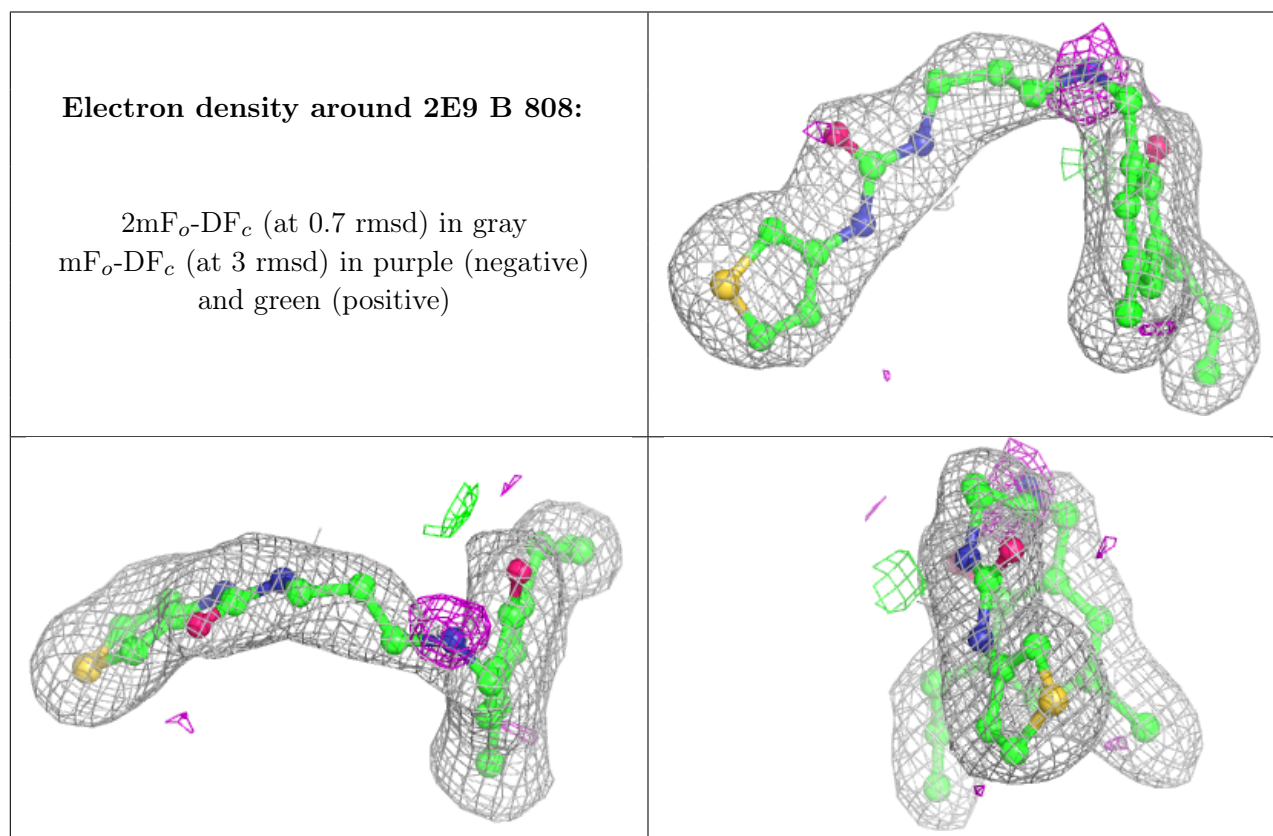 Electron density around 2E9 B 808:
2mFo-DFc (at 0.7 rmsd) in gray
mFo-DFc (at 3 rmsd) in purple (negative)
and green (positive)